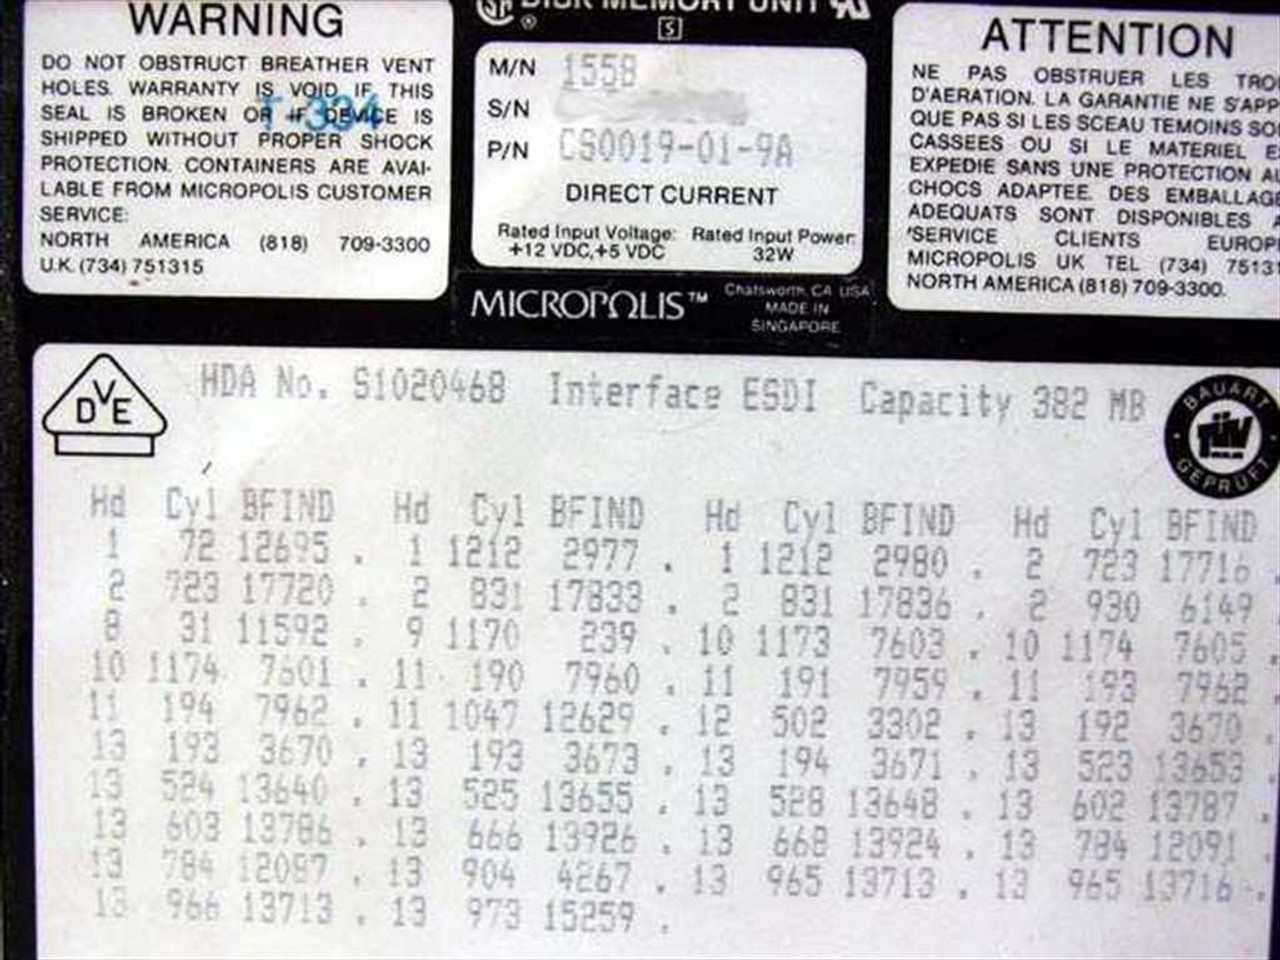 WARNING
DO NOT OBSTRUCT BREATHER VENT
HOLES. WARRANTY IS VOID IF THIS
SEAL IS BROKEN OR IF DEVICE IS
SHIPPED WITHOUT PROPER SHOCK
PROTECTION. CONTAINERS ARE AVAI-
LABLE FROM MICROPOLIS CUSTOMER
SERVICE:
NORTH AMERICA (818) 709-3300
U.K. (734) 751315
DISK MEMORY UNIT
M/N 1558
S/N
P/N CS0019-01-9A
DIRECT CURRENT
Rated Input Voltage: Rated Input Power:
+12 VDC,+5 VDC 32W
MICROPOLIS™
Chatsworth, CA USA
MADE IN
SINGAPORE
ATTENTION
NE PAS OBSTRUER LES TROU
D'AERATION. LA GARANTIE NE S'APP
QUE PAS SI LES SCEAU TEMOINS SO
CASSEES OU SI LE MATERIEL E
EXPEDIE SANS UNE PROTECTION AU
CHOCS ADAPTEE. DES EMBALLAGE
ADEQUATS SONT DISPONIBLES A
'SERVICE CLIENTS EUROPE
MICROPOLIS UK TEL (734) 75131
NORTH AMERICA (818) 709-3300.
DVE
HDA No. S1020468 Interface ESDI Capacity 382 MB
BAUART
TÜV
GEPRÜFT
Hd Cyl BFIND Hd Cyl BFIND Hd Cyl BFIND Hd Cyl BFIND
1 72 12695 . 1 1212 2977 . 1 1212 2980 . 2 723 17716 .
2 723 17720 . 2 831 17833 . 2 831 17836 . 2 930 6149
8 31 11592 . 9 1170 239 . 10 1173 7603 . 10 1174 7605 .
10 1174 7601 . 11 190 7960 . 11 191 7959 . 11 193 7962
11 194 7962 . 11 1047 12629 . 12 502 3302 . 13 192 3670 .
13 193 3670 . 13 193 3673 . 13 194 3671 . 13 523 13653
13 524 13640 . 13 525 13655 . 13 528 13648 . 13 602 13787 .
13 603 13786 . 13 666 13926 . 13 668 13924 . 13 784 12091 .
13 784 12087 . 13 904 4267 . 13 965 13713 . 13 965 13716 .
13 966 13713 . 13 973 15259 .